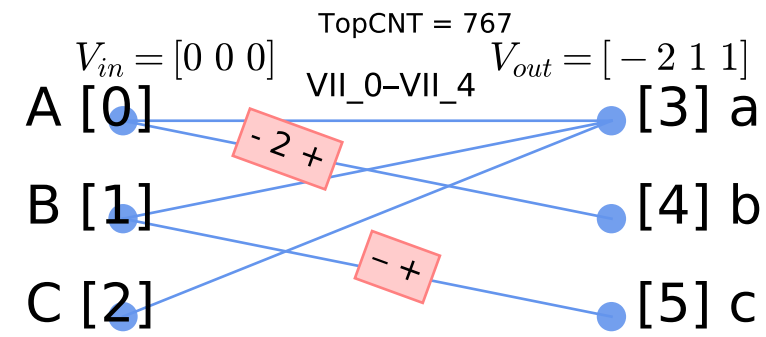 TopCNT = 767
V_in = [0 0 0]
V_out = [ − 2 1 1]
VII_0–VII_4
A [0]
[3] a
- 2 +
B [1]
[4] b
− +
C [2]
[5] c